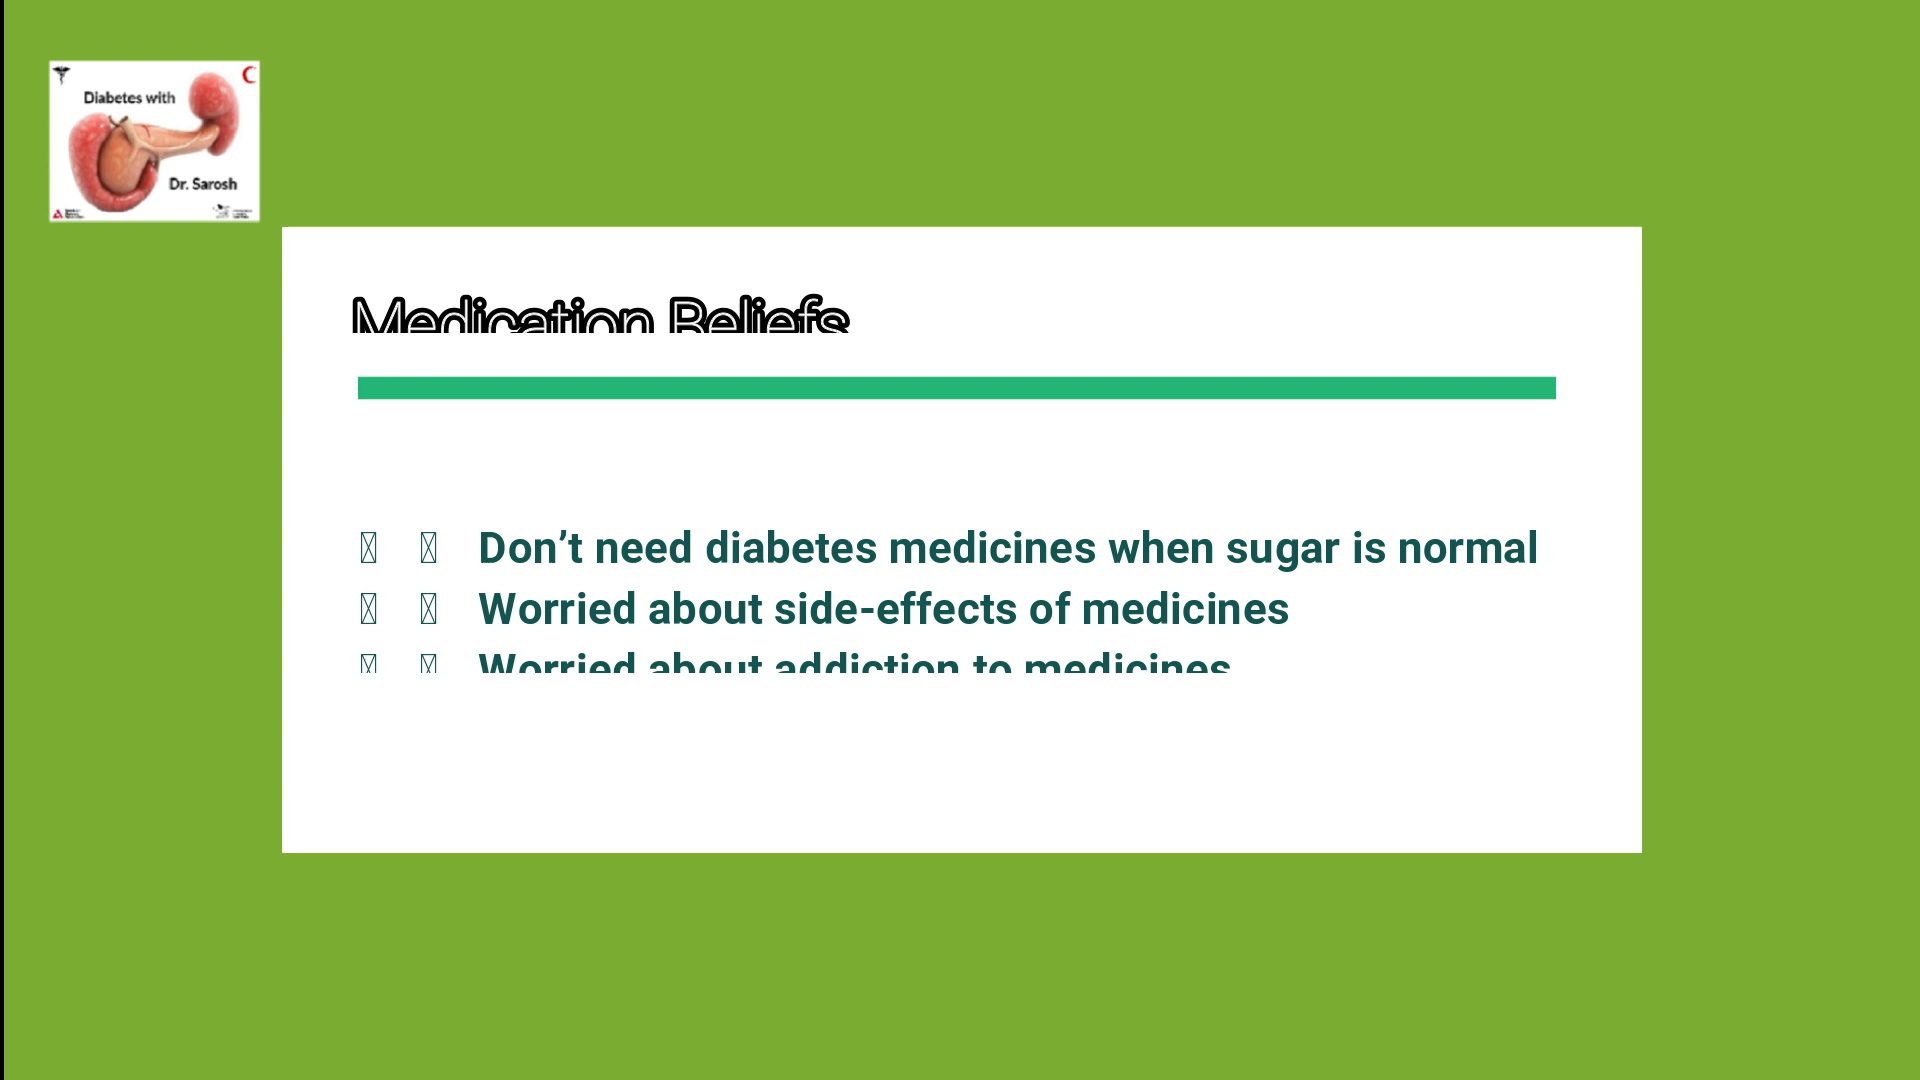 Diabetes with
Dr. Sarosh
Medication Beliefs
Don’t need diabetes medicines when sugar is normal
Worried about side-effects of medicines
Worried about addiction to medicines